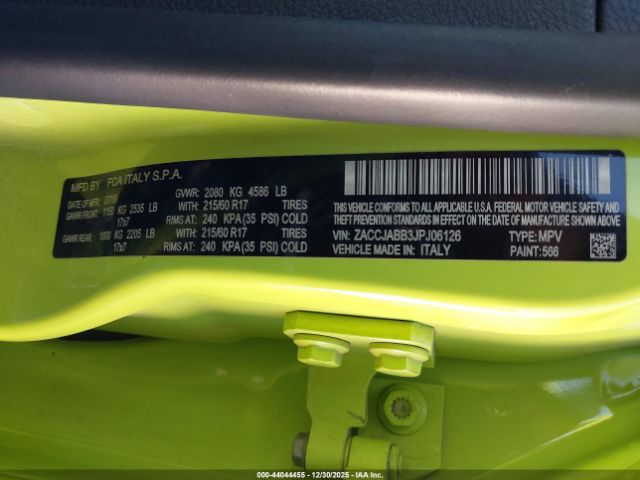 MFD BY FCA ITALY S.P.A.
DATE OF MFR
GVWR: 2080 KG 4586 LB
GAWR FRONT: 1150 KG 2535 LB WITH: 215/60 R17 TIRES
17x7 RIMS AT: 240 KPA (35 PSI) COLD
GAWR REAR: 1000 KG 2205 LB WITH: 215/60 R17 TIRES
17x7 RIMS AT: 240 KPA (35 PSI) COLD
THIS VEHICLE CONFORMS TO ALL APPLICABLE U.S.A. FEDERAL MOTOR VEHICLE SAFETY, BUMPER, AND THEFT PREVENTION STANDARDS IN EFFECT ON THE DATE OF MANUFACTURE SHOWN ABOVE.
VIN: ZACCJABB3JPJ06126 TYPE: MPV
VEHICLE MADE IN: ITALY PAINT: 566
000-44044455 - 12/30/2025 - IAA Inc.